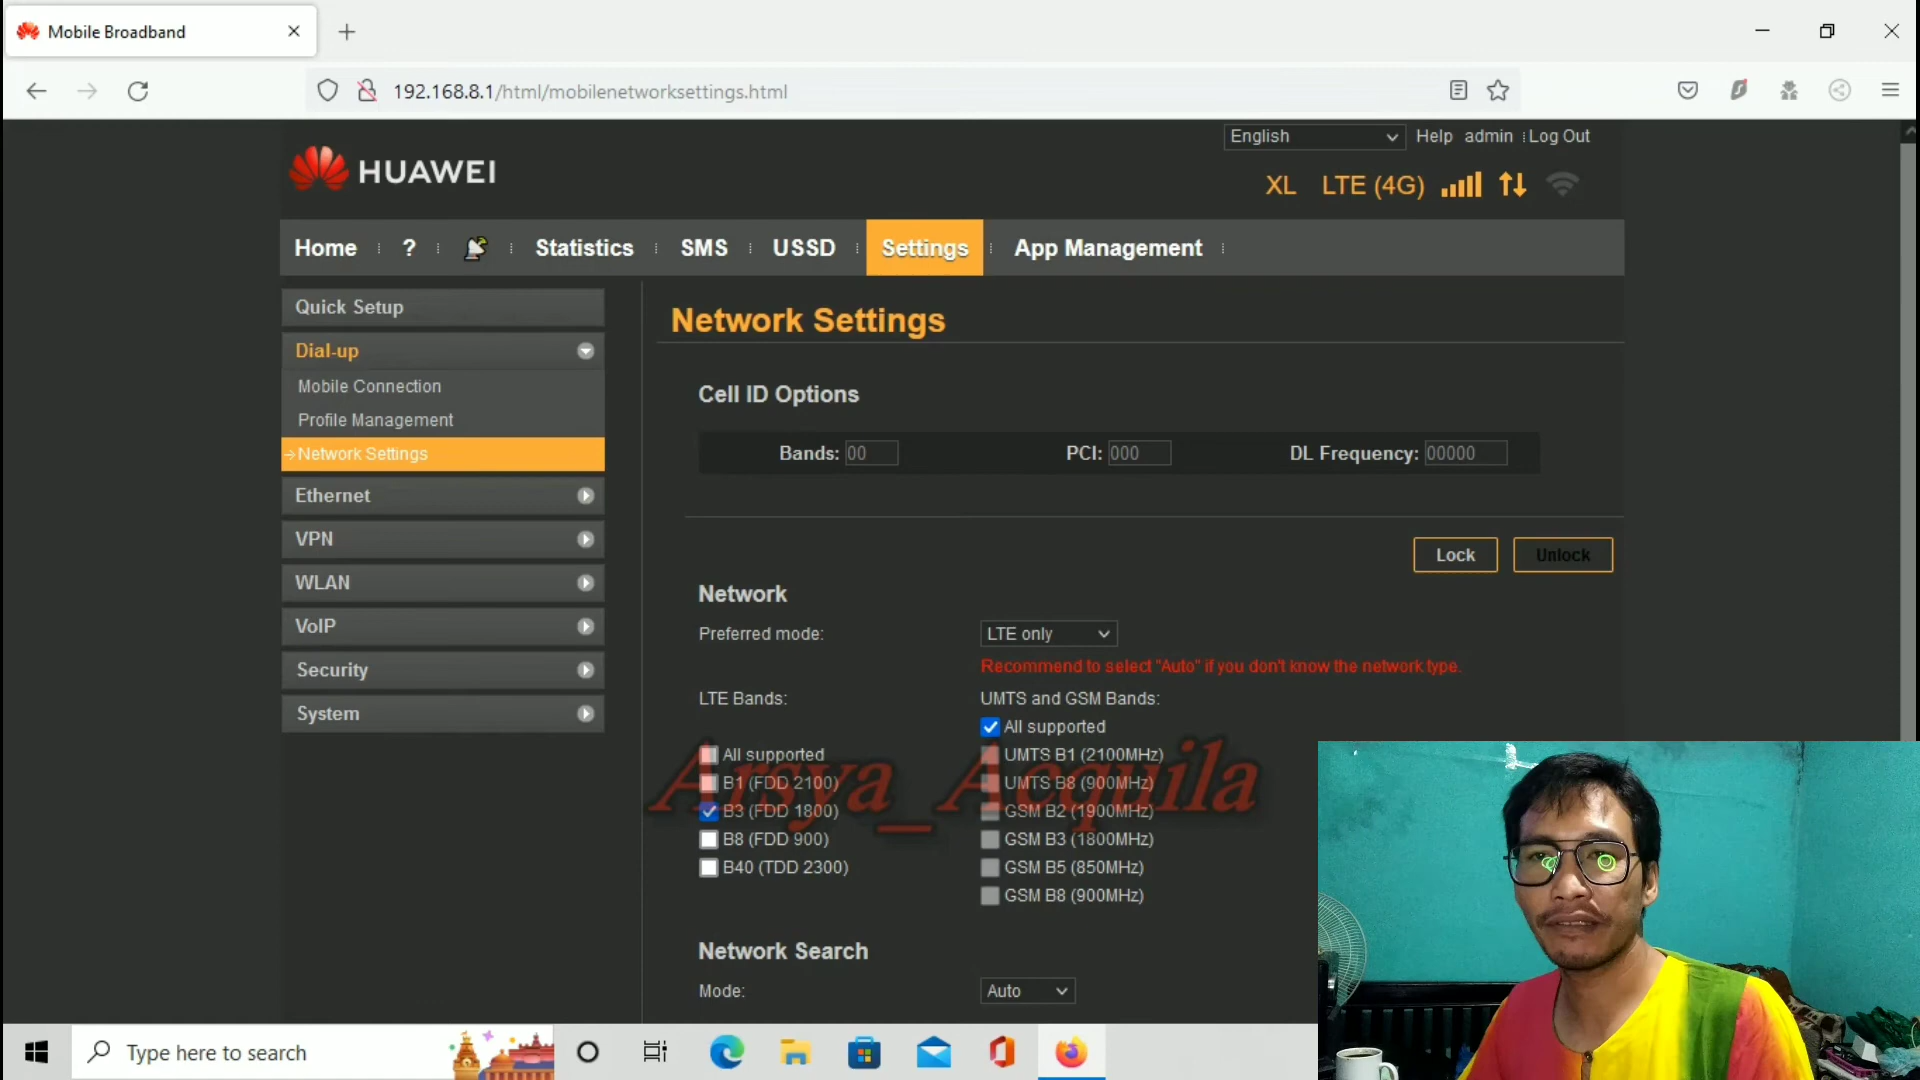 Mobile Broadband
192.168.8.1/html/mobilenetworksettings.html
English Help admin Log Out
HUAWEI
XL LTE (4G)
Home ? Statistics SMS USSD Settings App Management
Quick Setup
Dial-up
Mobile Connection
Profile Management
Network Settings
Ethernet
VPN
WLAN
VoIP
Security
System
Network Settings
Cell ID Options
Bands: 00 PCI: 000 DL Frequency: 00000
Lock Unlock
Network
Preferred mode: LTE only
Recommend to select "Auto" if you don't know the network type.
LTE Bands: UMTS and GSM Bands:
All supported
All supported UMTS B1 (2100MHz)
B1 (FDD 2100) UMTS B8 (900MHz)
B3 (FDD 1800) GSM B2 (1900MHz)
B8 (FDD 900) GSM B3 (1800MHz)
B40 (TDD 2300) GSM B5 (850MHz)
GSM B8 (900MHz)
Arsya_Acquila
Network Search
Mode: Auto
Type here to search